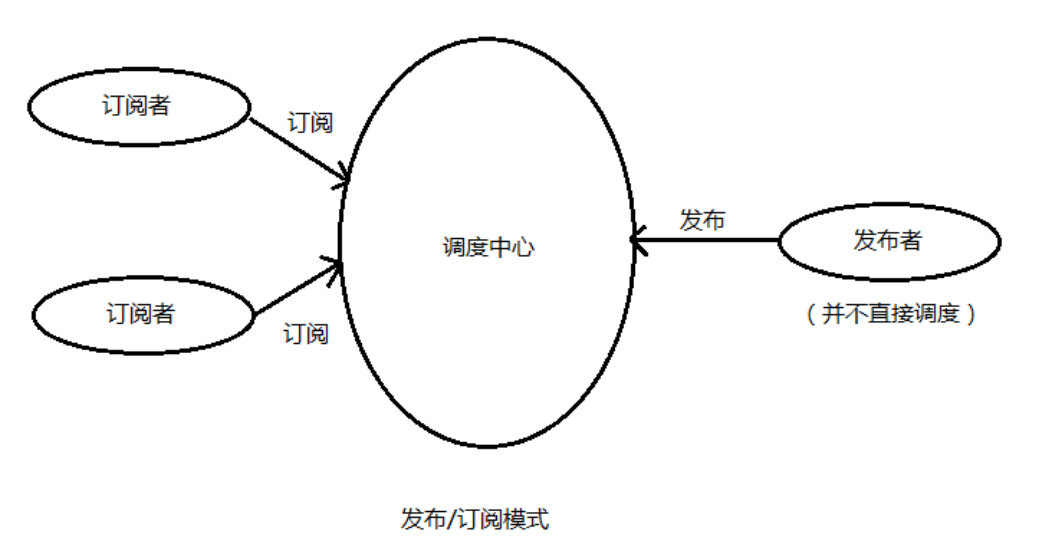 订阅者
订阅
调度中心
发布
发布者
（并不直接调度）
订阅者
订阅
发布/订阅模式